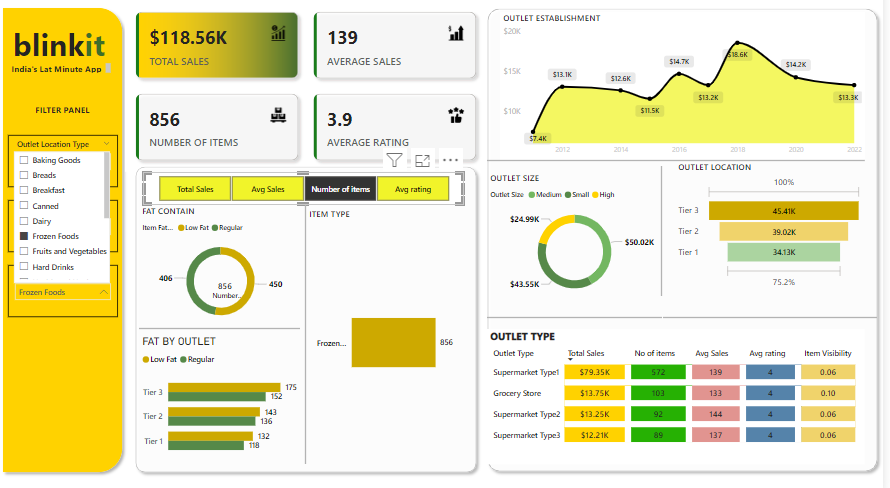 blinkit
India's Lat Minute App
FILTER PANEL
Outlet Location Type
Baking Goods
Breads
Breakfast
Canned
Dairy
Frozen Foods
Fruits and Vegetables
Hard Drinks
Frozen Foods
$118.56K
TOTAL SALES
139
AVERAGE SALES
856
NUMBER OF ITEMS
3.9
AVERAGE RATING
Total Sales Avg Sales Number of items Avg rating
FAT CONTAIN
Item Fat... Low Fat Regular
406
856
Number...
450
FAT BY OUTLET
Low Fat Regular
Tier 3 175
152
Tier 2 143
136
Tier 1 132
118
ITEM TYPE
Frozen... 856
OUTLET ESTABLISHMENT
$20K
$15K
$10K
$7.4K
$13.1K
$12.6K
$11.5K
$14.7K
$13.2K
$18.6K
$14.2K
$13.3K
2012 2014 2016 2018 2020 2022
OUTLET SIZE
Outlet Size Medium Small High
$24.99K
$50.02K
$43.55K
OUTLET LOCATION
100%
Tier 3 45.41K
Tier 2 39.02K
Tier 1 34.13K
75.2%
OUTLET TYPE
Outlet Type Total Sales No of items Avg Sales Avg rating Item Visibility
Supermarket Type1 $79.35K 572 139 4 0.06
Grocery Store $13.75K 103 133 4 0.10
Supermarket Type2 $13.25K 92 144 4 0.06
Supermarket Type3 $12.21K 89 137 4 0.06